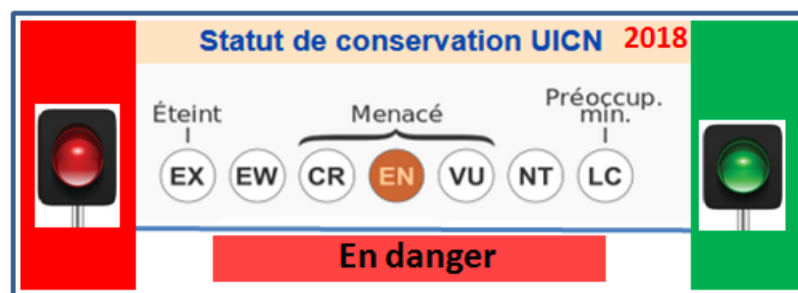 Statut de conservation UICN 2018
Préoccup.
Éteint Menacé min.
EX EW CR EN VU NT LC
En danger